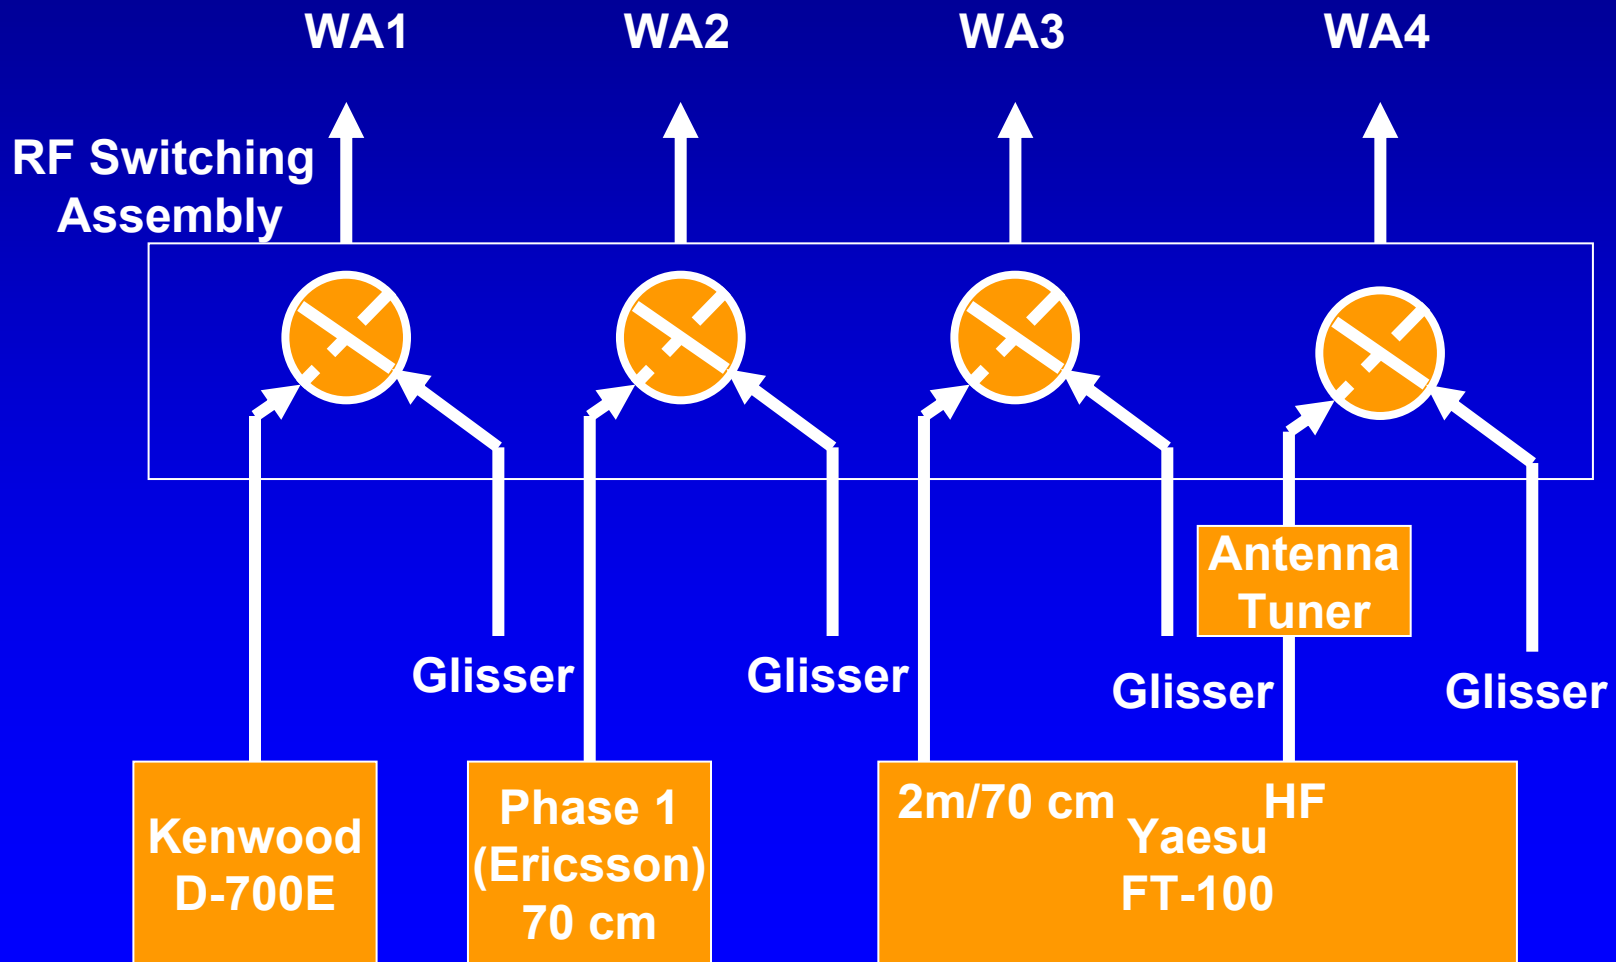 WA1
WA2
WA3
WA4
RF Switching
Assembly
Antenna
Tuner
Glisser
Glisser
Glisser
Glisser
Kenwood
D-700E
Phase 1
(Ericsson)
70 cm
2m/70 cm
HF
Yaesu
FT-100